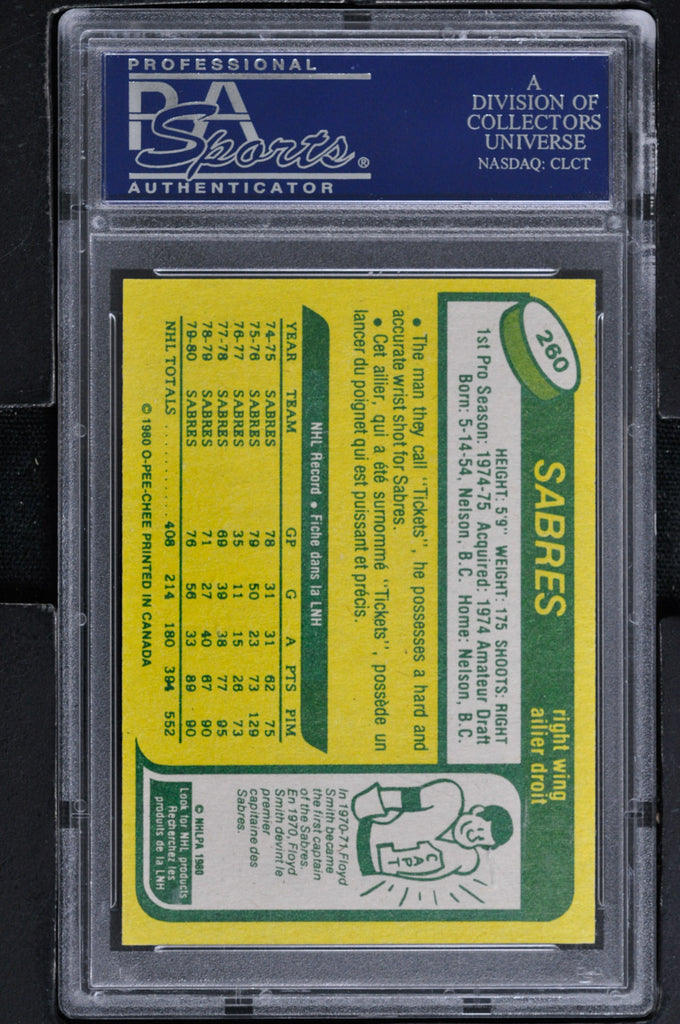 PROFESSIONAL
PSA
Sports®
AUTHENTICATOR
A
DIVISION OF
COLLECTORS
UNIVERSE
NASDAQ: CLCT
260
SABRES
right wing
ailier droit
HEIGHT: 5'9" WEIGHT: 175 SHOOTS: RIGHT
1st Pro Season: 1974-75 Acquired: 1974 Amateur Draft
Born: 5-14-54, Nelson, B.C. Home: Nelson, B.C.
• The man they call "Tickets", he possesses a hard and
accurate wrist shot for Sabres.
• Cet ailier, qui a été surnommé "Tickets", possède un
lancer du poignet qui est puissant et précis.
NHL Record • Fiche dans la LNH
YEAR TEAM GP G A PTS PIM
74-75 SABRES 78 31 31 62 75
75-76 SABRES 79 50 23 73 129
76-77 SABRES 35 11 15 26 73
77-78 SABRES 69 39 38 77 95
78-79 SABRES 71 27 40 67 90
79-80 SABRES 76 56 33 89 90
NHL TOTALS ........ 408 214 180 394 552
© 1980 O-PEE-CHEE PRINTED IN CANADA
CAPT
In 1970-71, Floyd
Smith became
the first captain
of the Sabres.
En 1970, Floyd
Smith devint le
premier
capitaine des
Sabres.
© NHLPA 1980
Look for NHL products
Recherchez les
produits de la LNH